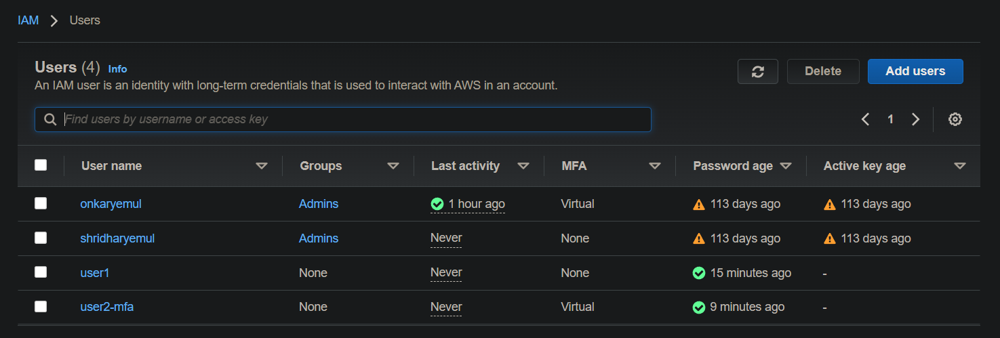 IAM > Users
Users (4) Info
An IAM user is an identity with long-term credentials that is used to interact with AWS in an account.
Delete
Add users
Find users by username or access key
1
User name Groups Last activity MFA Password age Active key age
onkaryemul Admins 1 hour ago Virtual 113 days ago 113 days ago
shridharyemul Admins Never None 113 days ago 113 days ago
user1 None Never None 15 minutes ago -
user2-mfa None Never Virtual 9 minutes ago -